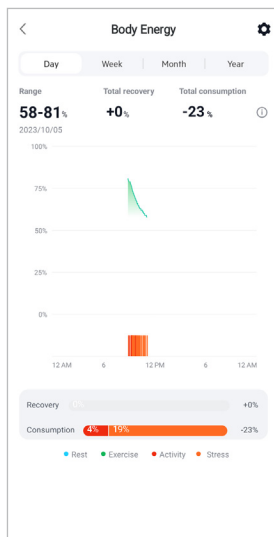 Body Energy
Day Week Month Year
Range Total recovery Total consumption
58-81% +0% -23%
2023/10/05
100%
75%
50%
25%
0%
12 AM 6 12 PM 6 12 AM
Recovery 0% +0%
Consumption 4% 19% -23%
Rest Exercise Activity Stress